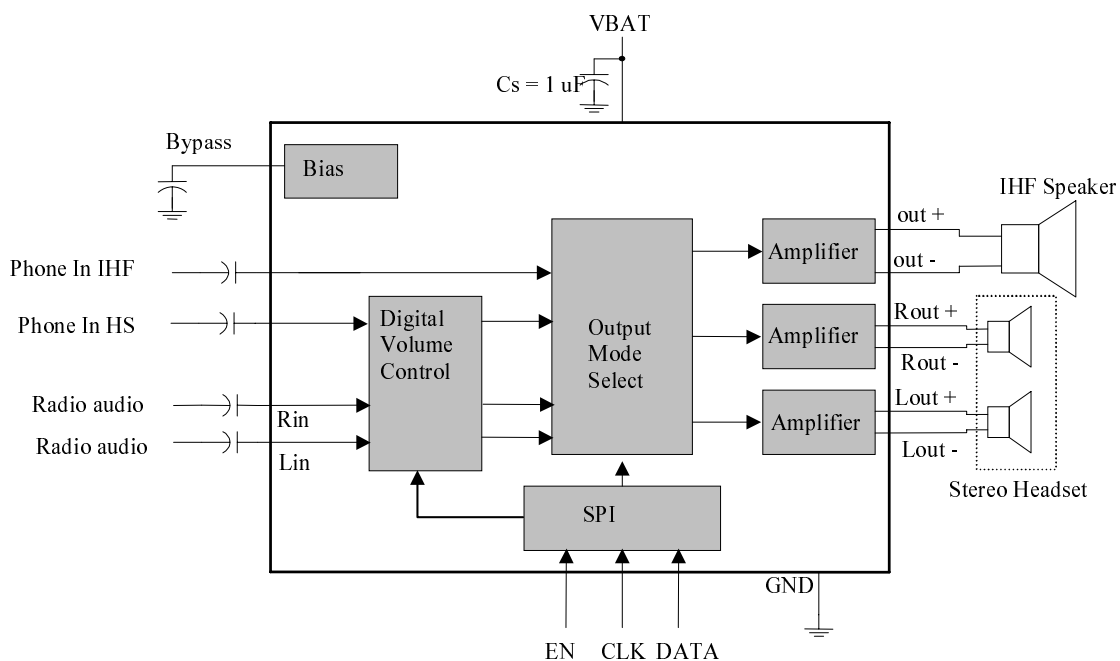 VBAT
Cs = 1 uF
Bypass
Bias
IHF Speaker
out +
Amplifier
out -
Phone In IHF
Phone In HS
Digital
Volume
Control
Output
Mode
Select
Rout +
Amplifier
Rout -
Radio audio
Rin
Radio audio
Lin
Lout +
Amplifier
Lout -
Stereo Headset
SPI
GND
EN CLK DATA